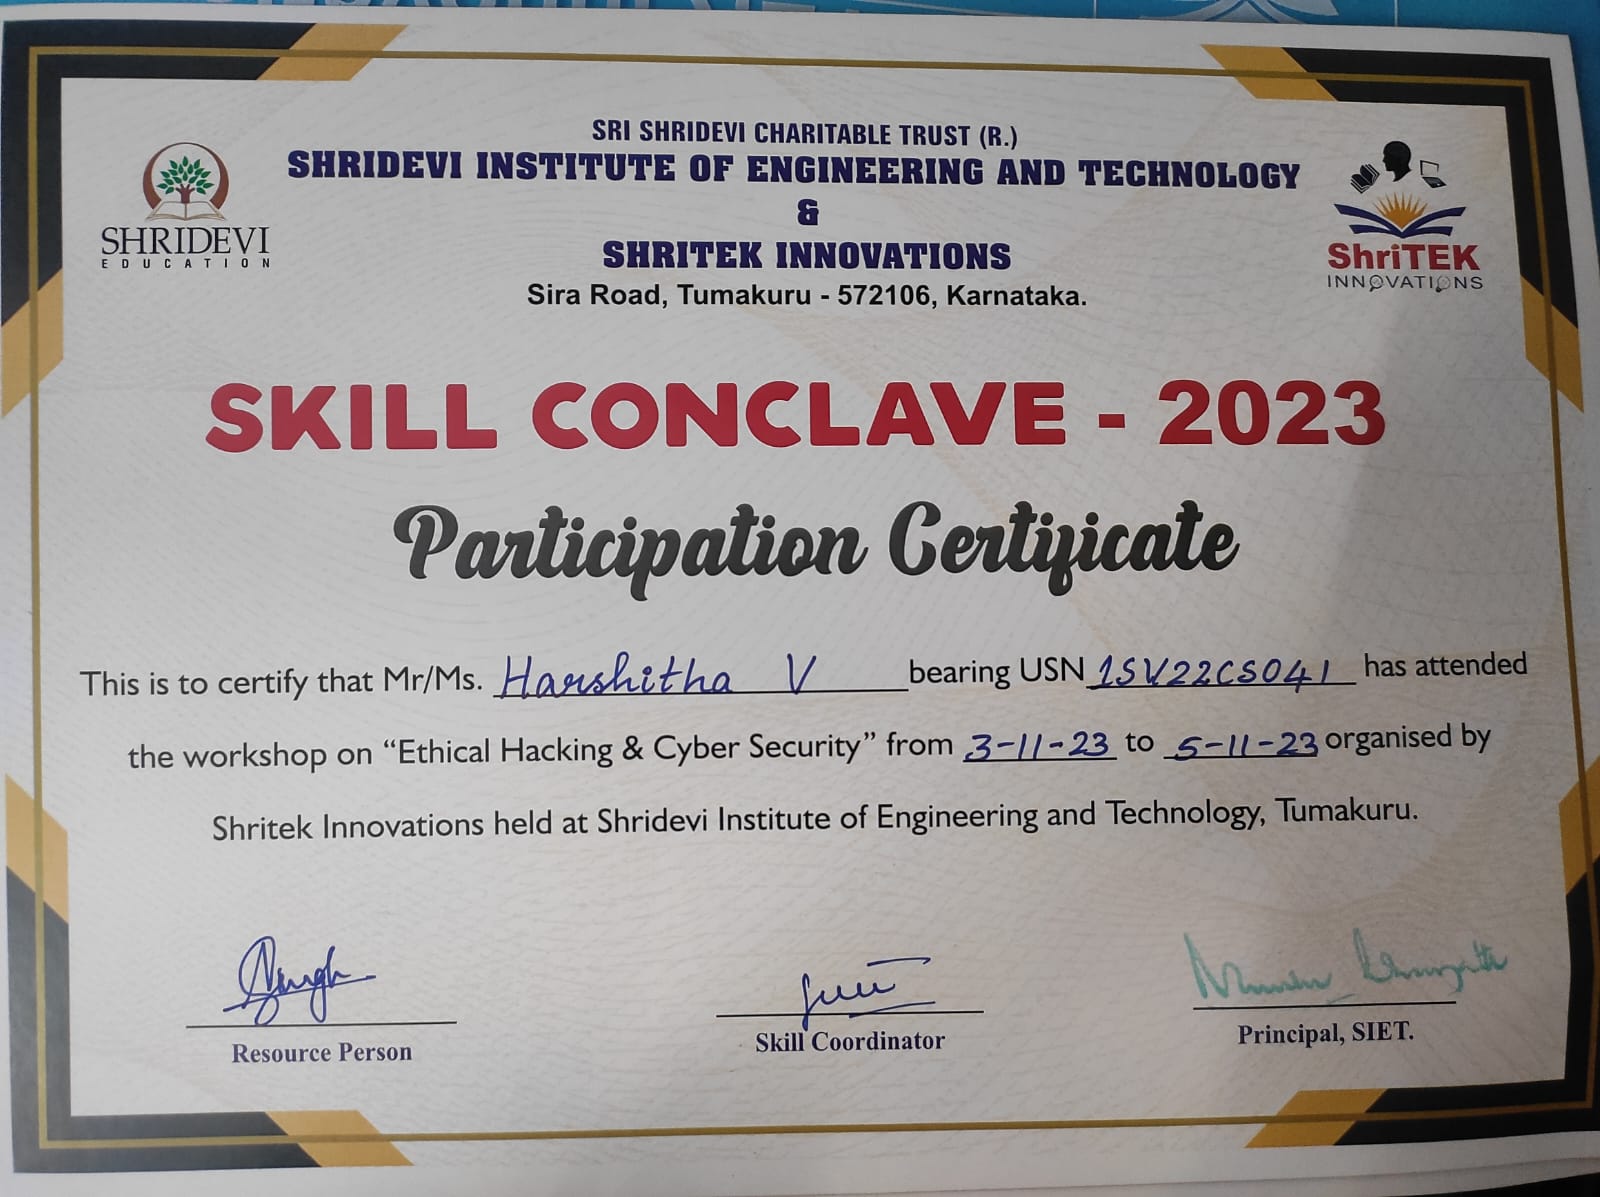 SRI SHRIDEVI CHARITABLE TRUST (R.)
SHRIDEVI INSTITUTE OF ENGINEERING AND TECHNOLOGY
&
SHRITEK INNOVATIONS
Sira Road, Tumakuru - 572106, Karnataka.
SHRIDEVI
EDUCATION
ShriTEK
INNOVATIONS
SKILL CONCLAVE - 2023
Participation Certificate
This is to certify that Mr/Ms. Harshitha V bearing USN 1SV22CS041 has attended
the workshop on “Ethical Hacking & Cyber Security” from 3-11-23 to 5-11-23 organised by
Shritek Innovations held at Shridevi Institute of Engineering and Technology, Tumakuru.
Resource Person
Skill Coordinator
Principal, SIET.